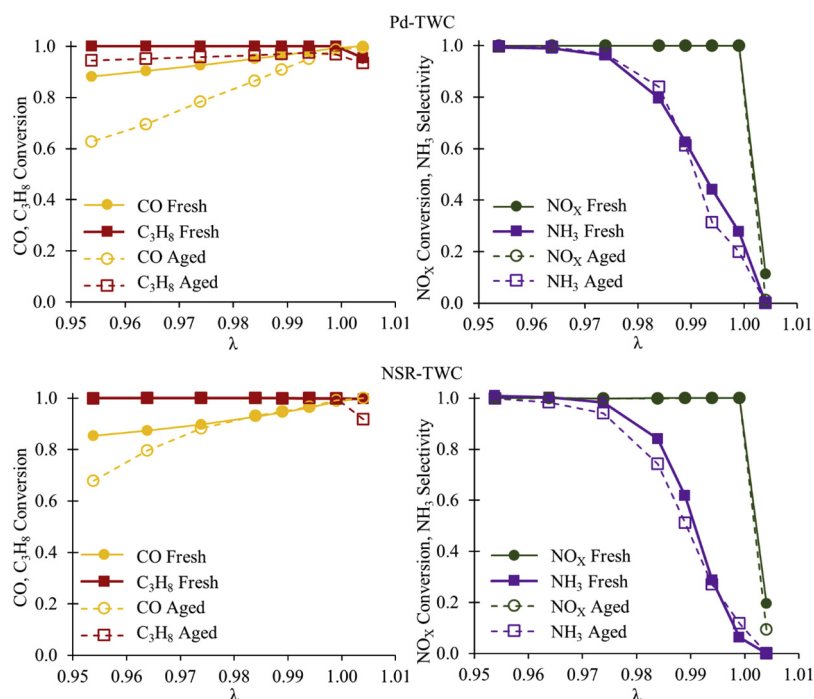 Pd-TWC
CO, C₃H₈ Conversion
1.0
0.8
0.6
0.4
0.2
0.0
CO Fresh
C₃H₈ Fresh
CO Aged
C₃H₈ Aged
0.95 0.96 0.97 0.98 0.99 1.00 1.01
λ
NOₓ Conversion, NH₃ Selectivity
1.0
0.8
0.6
0.4
0.2
0.0
NOₓ Fresh
NH₃ Fresh
NOₓ Aged
NH₃ Aged
0.95 0.96 0.97 0.98 0.99 1.00 1.01
λ
NSR-TWC
CO, C₃H₈ Conversion
1.0
0.8
0.6
0.4
0.2
0.0
CO Fresh
C₃H₈ Fresh
CO Aged
C₃H₈ Aged
0.95 0.96 0.97 0.98 0.99 1.00 1.01
λ
NOₓ Conversion, NH₃ Selectivity
1.0
0.8
0.6
0.4
0.2
0.0
NOₓ Fresh
NH₃ Fresh
NOₓ Aged
NH₃ Aged
0.95 0.96 0.97 0.98 0.99 1.00 1.01
λ